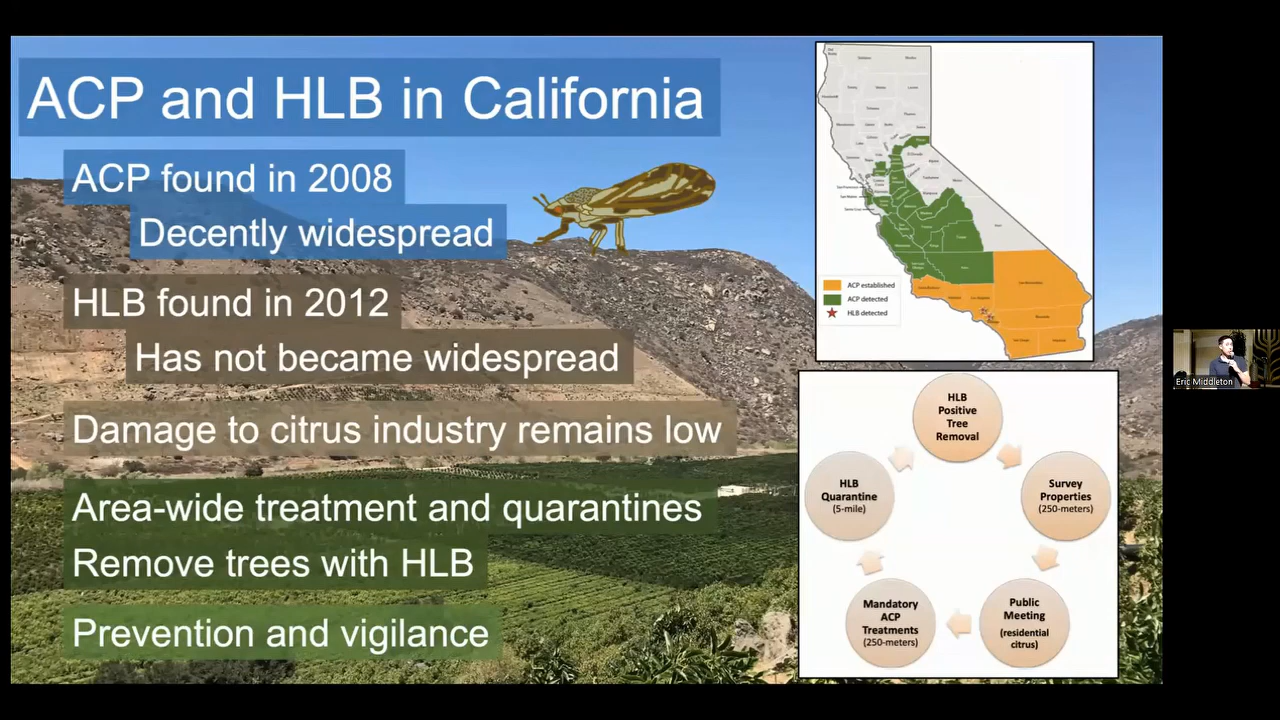 ACP and HLB in California
ACP found in 2008
Decently widespread
HLB found in 2012
Has not became widespread
Damage to citrus industry remains low
Area-wide treatment and quarantines
Remove trees with HLB
Prevention and vigilance
ACP established
ACP detected
HLB detected
HLB
Positive
Tree
Removal
Survey
Properties
(250-meters)
Public
Meeting
(residential
citrus)
Mandatory
ACP
Treatments
(250-meters)
HLB
Quarantine
(5-mile)
Eric Middleton